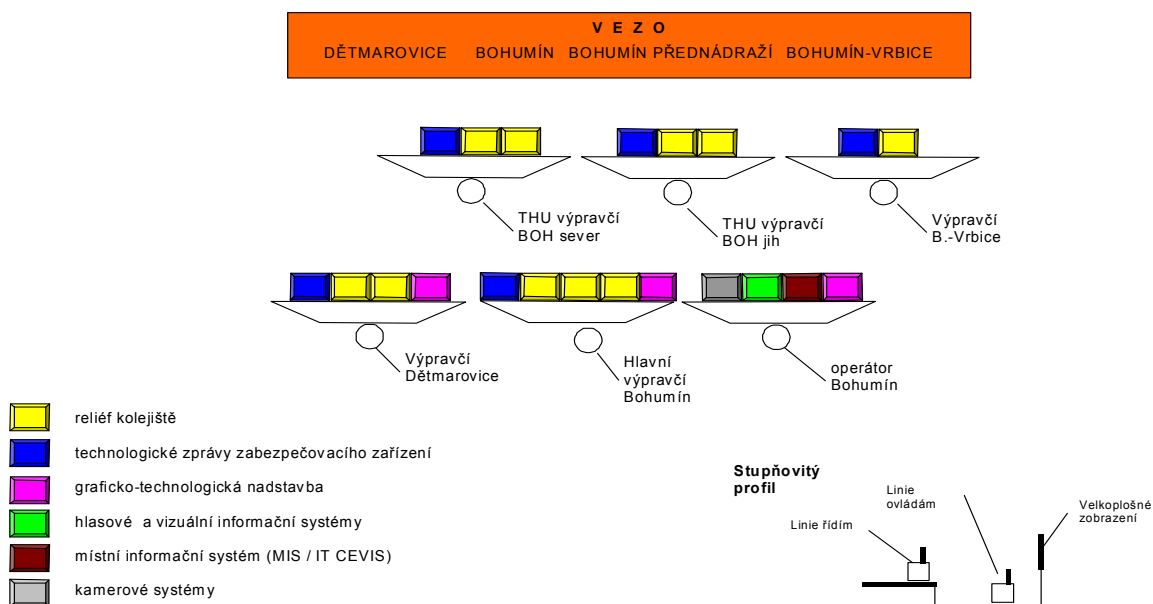 V E Z O
DĚTMAROVICE BOHUMÍN BOHUMÍN PŘEDNÁDRAŽÍ BOHUMÍN-VRBICE
THU výpravčí
BOH sever
THU výpravčí
BOH jih
Výpravčí
B.-Vrbice
Výpravčí
Dětmarovice
Hlavní
výpravčí
Bohumín
operátor
Bohumín
reliéf kolejiště
technologické zprávy zabezpečovacího zařízení
graficko-technologická nadstavba
hlasové a vizuální informační systémy
místní informační systém (MIS / IT CEVIS)
kamerové systémy
Stupňovitý
profil
Linie řídím
Linie
ovládám
Velkoplošné
zobrazení